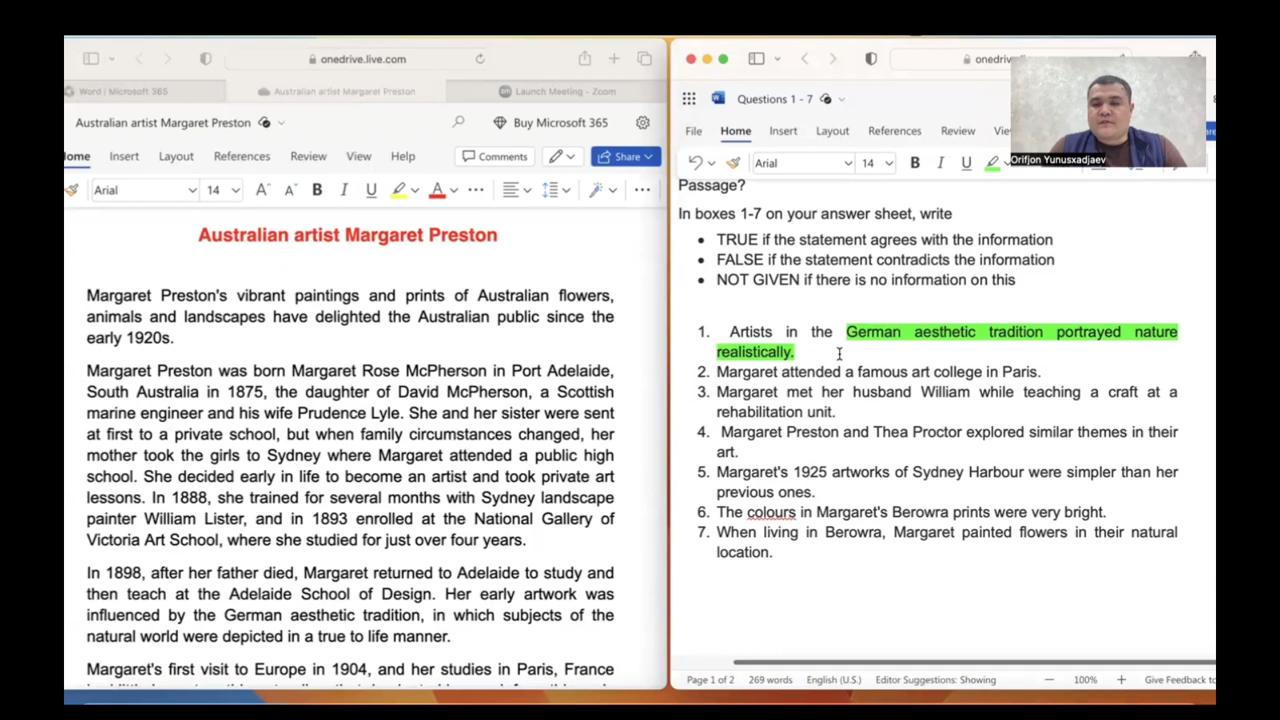 onedrive.live.com
Word | Microsoft 365
Australian artist Margaret Preston
Launch Meeting - Zoom
Australian artist Margaret Preston
Buy Microsoft 365
Insert Layout References Review View Help
Comments
Share
Arial
14
Australian artist Margaret Preston
Margaret Preston's vibrant paintings and prints of Australian flowers,
animals and landscapes have delighted the Australian public since the
early 1920s.
Margaret Preston was born Margaret Rose McPherson in Port Adelaide,
South Australia in 1875, the daughter of David McPherson, a Scottish
marine engineer and his wife Prudence Lyle. She and her sister were sent
at first to a private school, but when family circumstances changed, her
mother took the girls to Sydney where Margaret attended a public high
school. She decided early in life to become an artist and took private art
lessons. In 1888, she trained for several months with Sydney landscape
painter William Lister, and in 1893 enrolled at the National Gallery of
Victoria Art School, where she studied for just over four years.
In 1898, after her father died, Margaret returned to Adelaide to study and
then teach at the Adelaide School of Design. Her early artwork was
influenced by the German aesthetic tradition, in which subjects of the
natural world were depicted in a true to life manner.
Margaret's first visit to Europe in 1904, and her studies in Paris, France
Questions 1 - 7
File Home Insert Layout References Review
Orifjon Yunusxadjaev
Arial
14
Passage?
In boxes 1-7 on your answer sheet, write
• TRUE if the statement agrees with the information
• FALSE if the statement contradicts the information
• NOT GIVEN if there is no information on this
1. Artists in the German aesthetic tradition portrayed nature
realistically.
2. Margaret attended a famous art college in Paris.
3. Margaret met her husband William while teaching a craft at a
rehabilitation unit.
4. Margaret Preston and Thea Proctor explored similar themes in their
art.
5. Margaret's 1925 artworks of Sydney Harbour were simpler than her
previous ones.
6. The colours in Margaret's Berowra prints were very bright.
7. When living in Berowra, Margaret painted flowers in their natural
location.
Page 1 of 2 269 words English (U.S.) Editor Suggestions: Showing 100% Give Feedback to